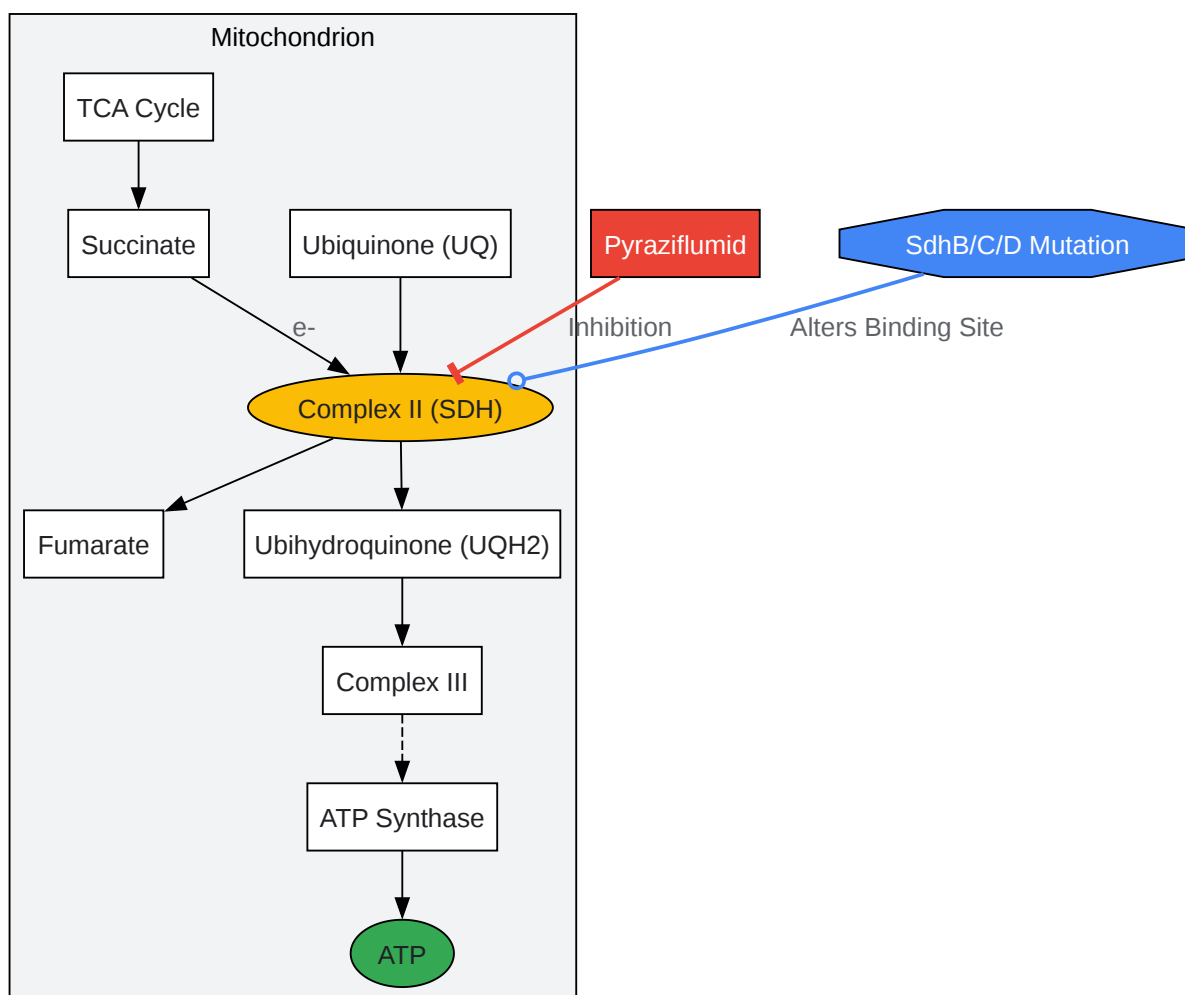 Mitochondrion
TCA Cycle
Succinate
Ubiquinone (UQ)
Pyraziflumid
SdhB/C/D Mutation
e-
Inhibition
Alters Binding Site
Complex II (SDH)
Fumarate
Ubihydroquinone (UQH2)
Complex III
ATP Synthase
ATP